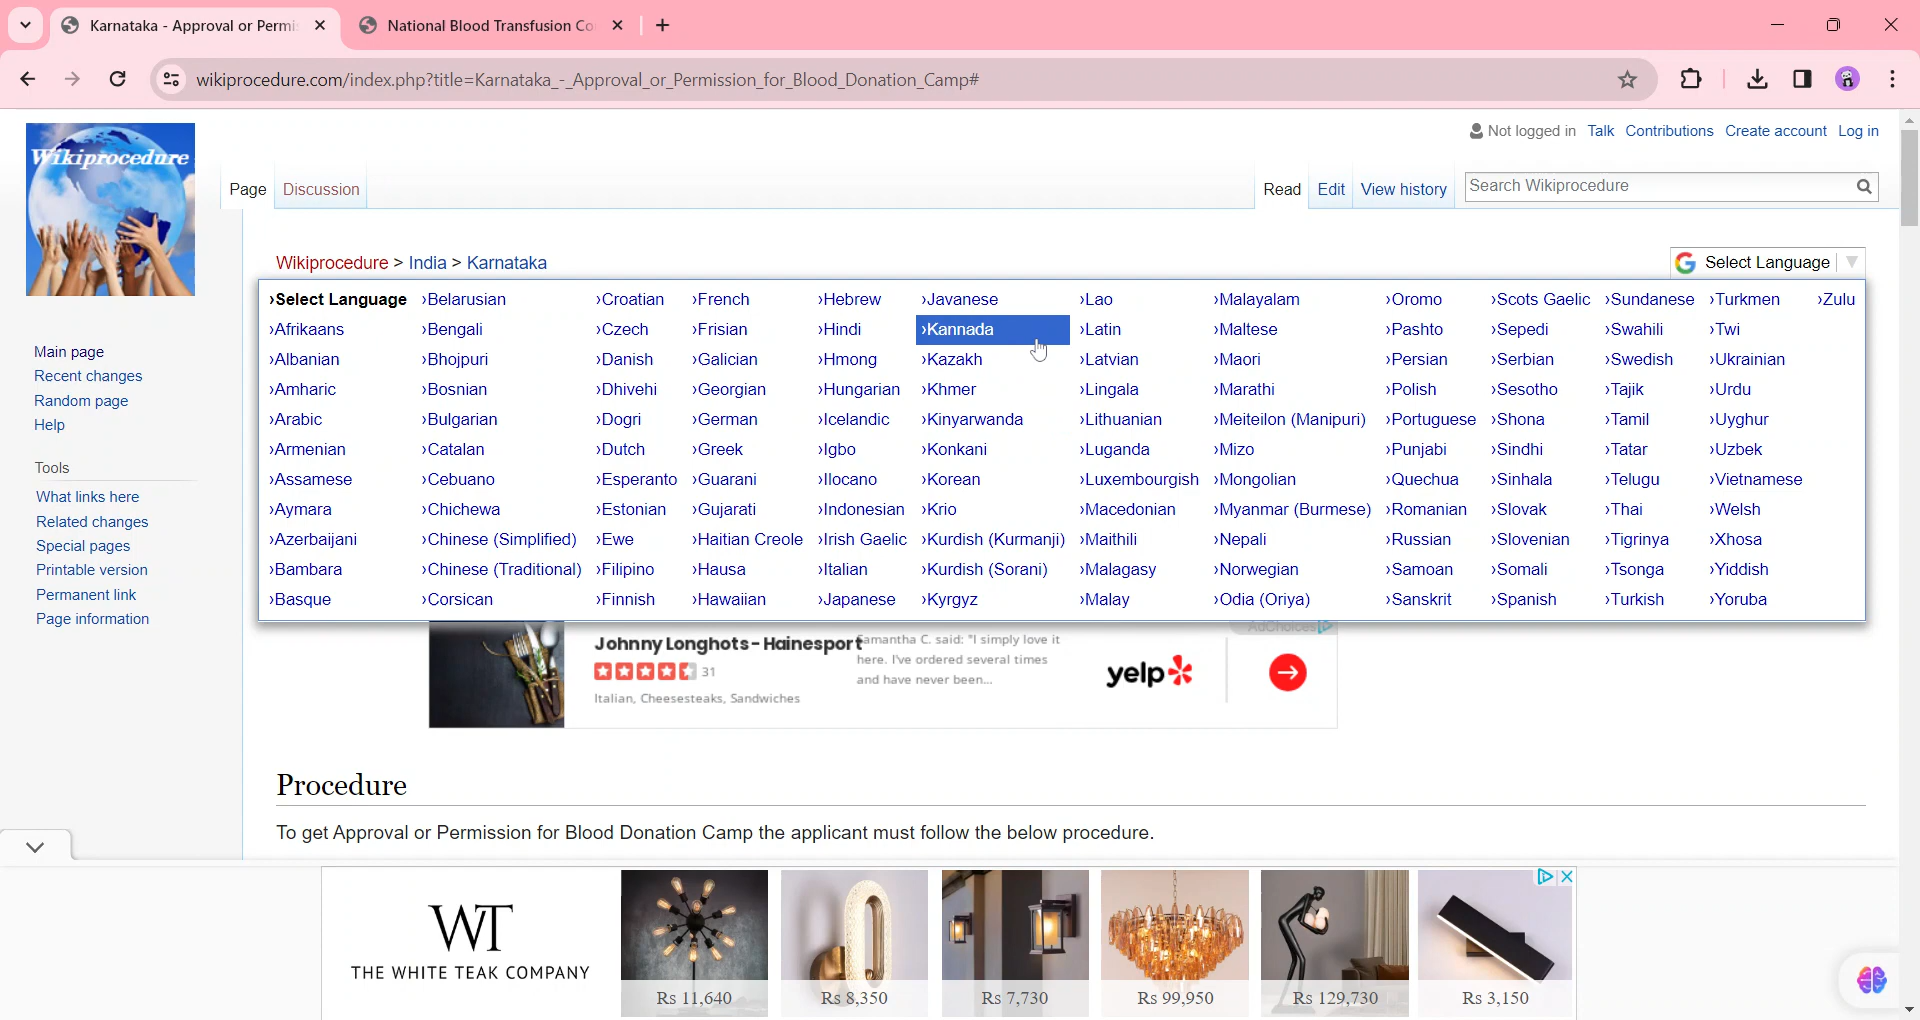 Karnataka - Approval or Permi
National Blood Transfusion Co
wikiprocedure.com/index.php?title=Karnataka_-_Approval_or_Permission_for_Blood_Donation_Camp#
Wikiprocedure
Not logged in Talk Contributions Create account Log in
Page Discussion Read Edit View history Search Wikiprocedure
Wikiprocedure > India > Karnataka
G Select Language
›Select Language ›Belarusian ›Croatian ›French ›Hebrew ›Javanese ›Lao ›Malayalam ›Oromo ›Scots Gaelic ›Sundanese ›Turkmen ›Zulu
›Afrikaans ›Bengali ›Czech ›Frisian ›Hindi ›Kannada ›Latin ›Maltese ›Pashto ›Sepedi ›Swahili ›Twi
›Albanian ›Bhojpuri ›Danish ›Galician ›Hmong ›Kazakh ›Latvian ›Maori ›Persian ›Serbian ›Swedish ›Ukrainian
›Amharic ›Bosnian ›Dhivehi ›Georgian ›Hungarian ›Khmer ›Lingala ›Marathi ›Polish ›Sesotho ›Tajik ›Urdu
›Arabic ›Bulgarian ›Dogri ›German ›Icelandic ›Kinyarwanda ›Lithuanian ›Meiteilon (Manipuri) ›Portuguese ›Shona ›Tamil ›Uyghur
›Armenian ›Catalan ›Dutch ›Greek ›Igbo ›Konkani ›Luganda ›Mizo ›Punjabi ›Sindhi ›Tatar ›Uzbek
›Assamese ›Cebuano ›Esperanto ›Guarani ›Ilocano ›Korean ›Luxembourgish ›Mongolian ›Quechua ›Sinhala ›Telugu ›Vietnamese
›Aymara ›Chichewa ›Estonian ›Gujarati ›Indonesian ›Krio ›Macedonian ›Myanmar (Burmese) ›Romanian ›Slovak ›Thai ›Welsh
›Azerbaijani ›Chinese (Simplified) ›Ewe ›Haitian Creole ›Irish Gaelic ›Kurdish (Kurmanji) ›Maithili ›Nepali ›Russian ›Slovenian ›Tigrinya ›Xhosa
›Bambara ›Chinese (Traditional) ›Filipino ›Hausa ›Italian ›Kurdish (Sorani) ›Malagasy ›Norwegian ›Samoan ›Somali ›Tsonga ›Yiddish
›Basque ›Corsican ›Finnish ›Hawaiian ›Japanese ›Kyrgyz ›Malay ›Odia (Oriya) ›Sanskrit ›Spanish ›Turkish ›Yoruba
Main page
Recent changes
Random page
Help
Tools
What links here
Related changes
Special pages
Printable version
Permanent link
Page information
AdChoices
Johnny Longhots - Hainesport
31
Italian, Cheesesteaks, Sandwiches
Samantha C. said: "I simply love it
here. I've ordered several times
and have never been...
yelp
Procedure
To get Approval or Permission for Blood Donation Camp the applicant must follow the below procedure.
WT
THE WHITE TEAK COMPANY
Rs 11,640 Rs 8,350 Rs 7,730 Rs 99,950 Rs 129,730 Rs 3,150